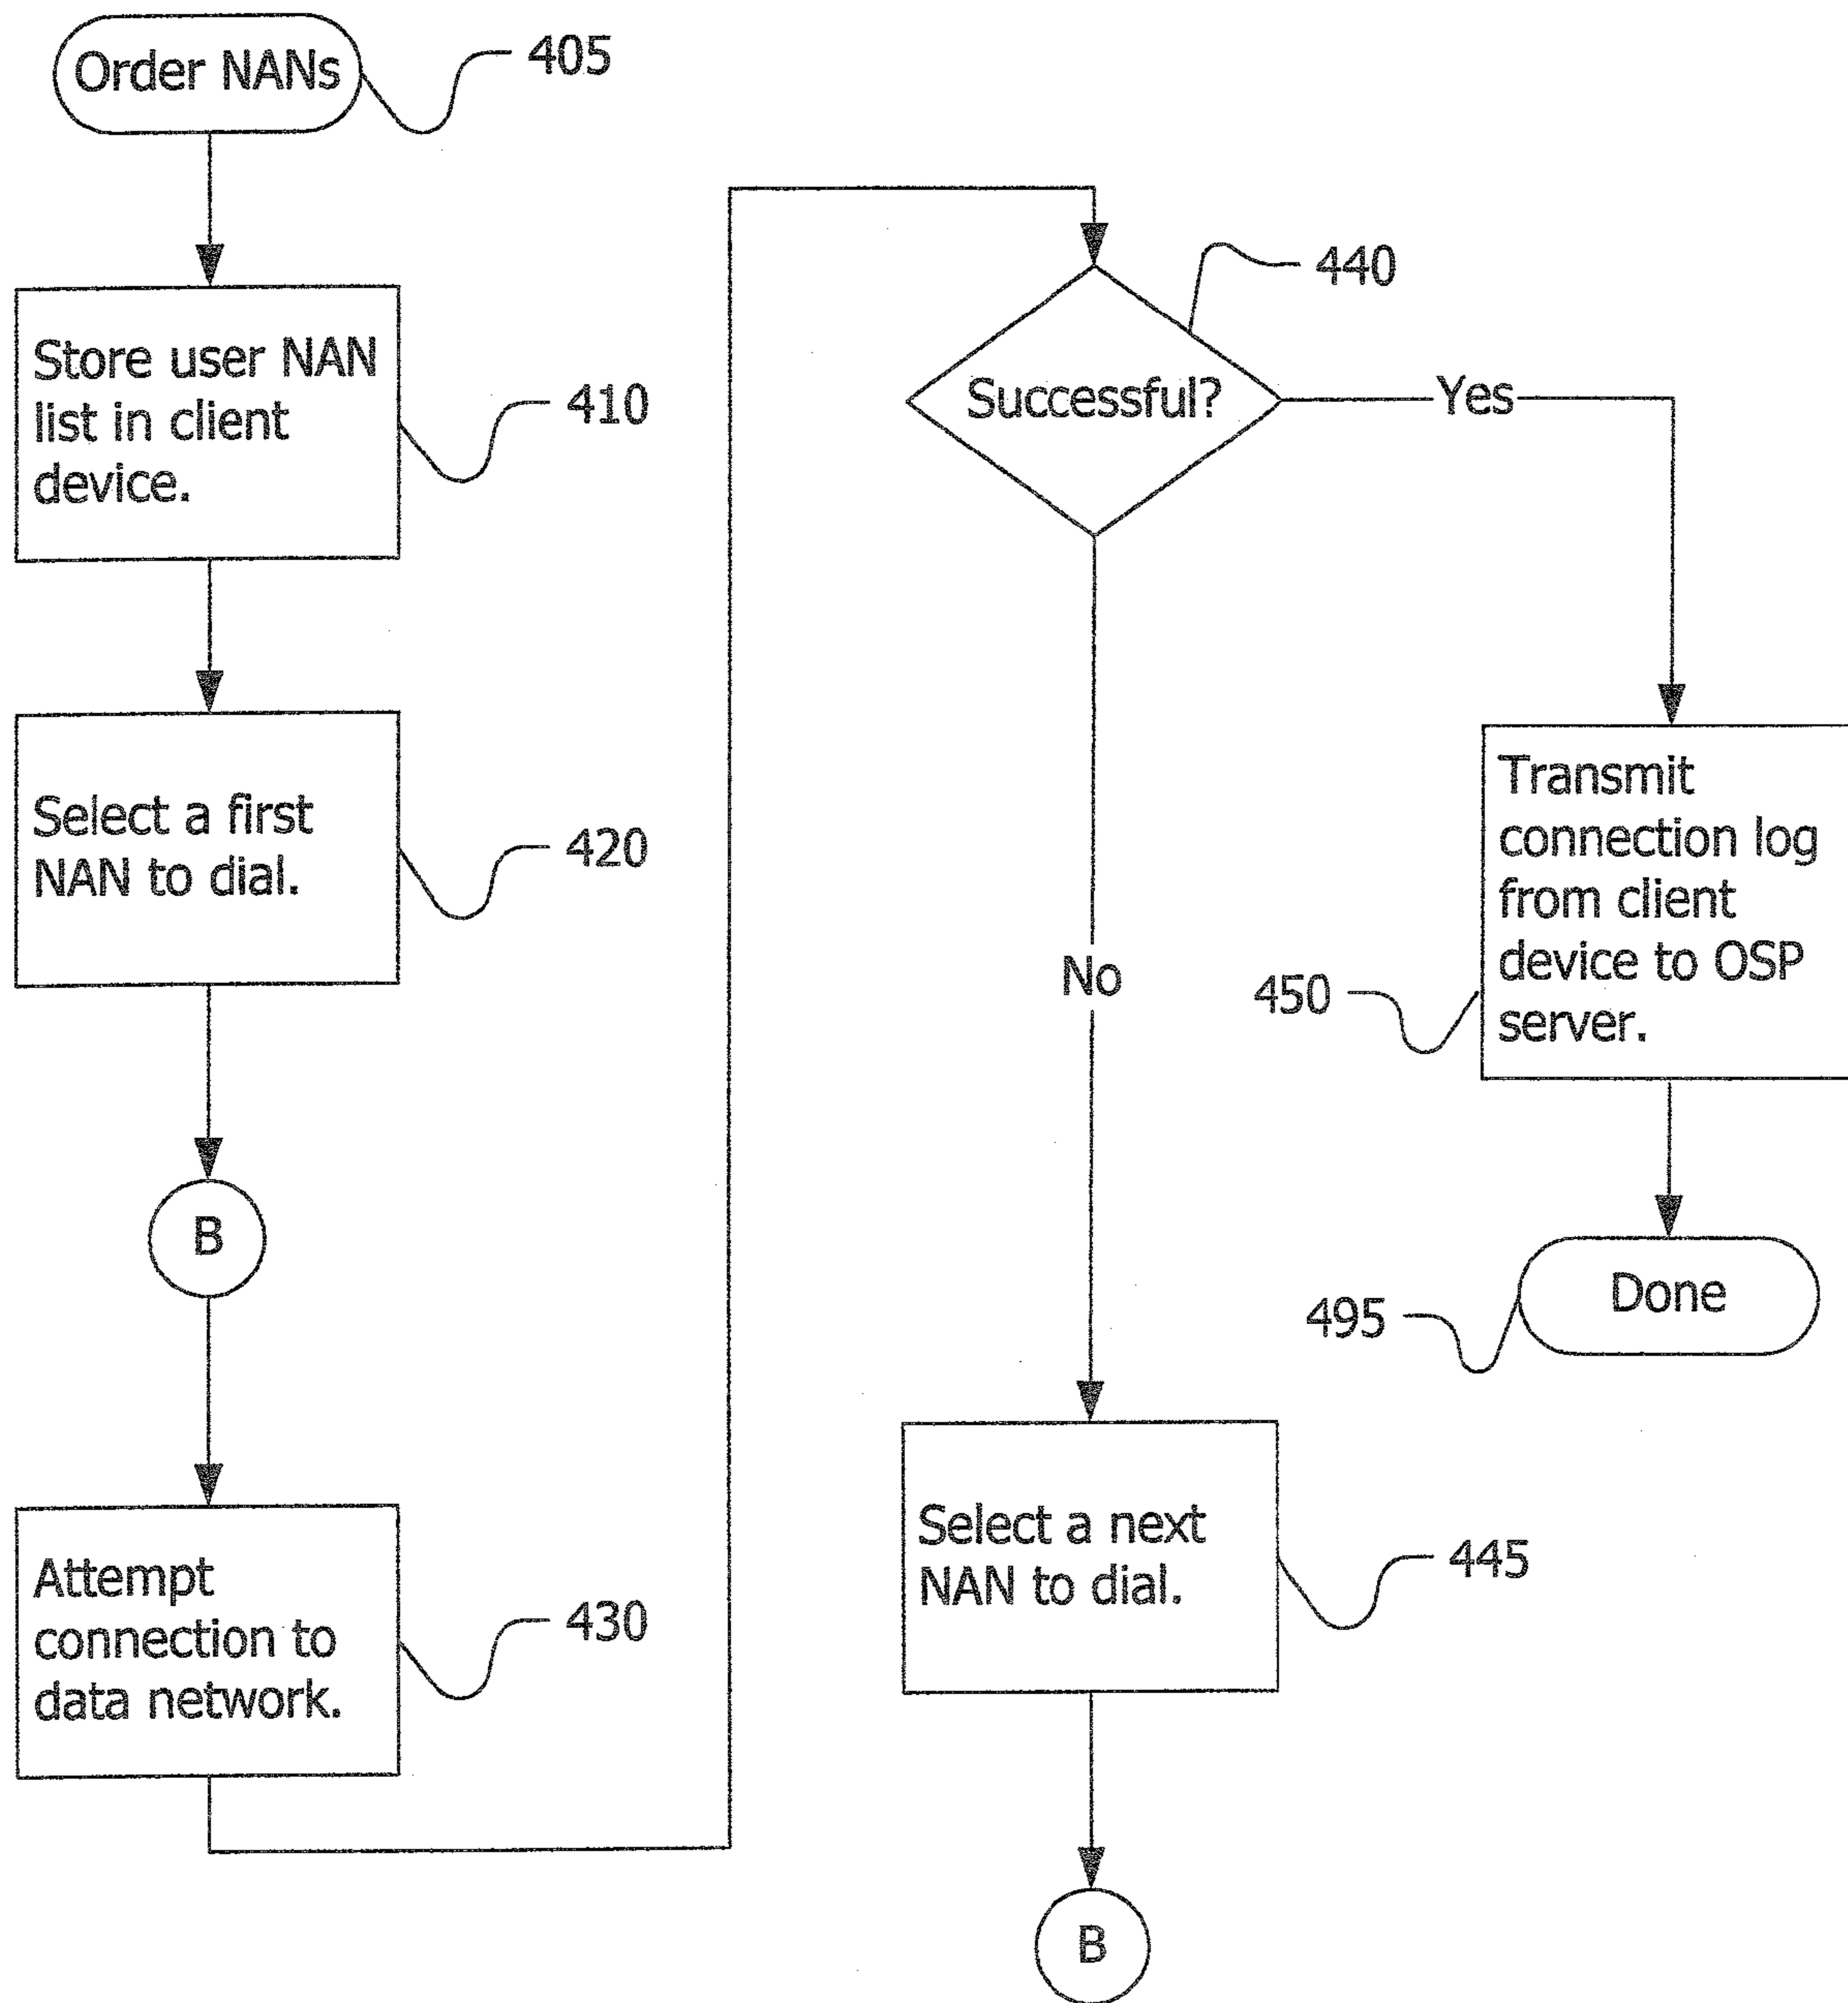 Order NANs
405
Store user NAN
list in client
device.
410
Select a first
NAN to dial.
420
B
Attempt
connection to
data network.
430
440
Successful?
Yes
No
Transmit
connection log
from client
device to OSP
server.
450
Done
495
Select a next
NAN to dial.
445
B